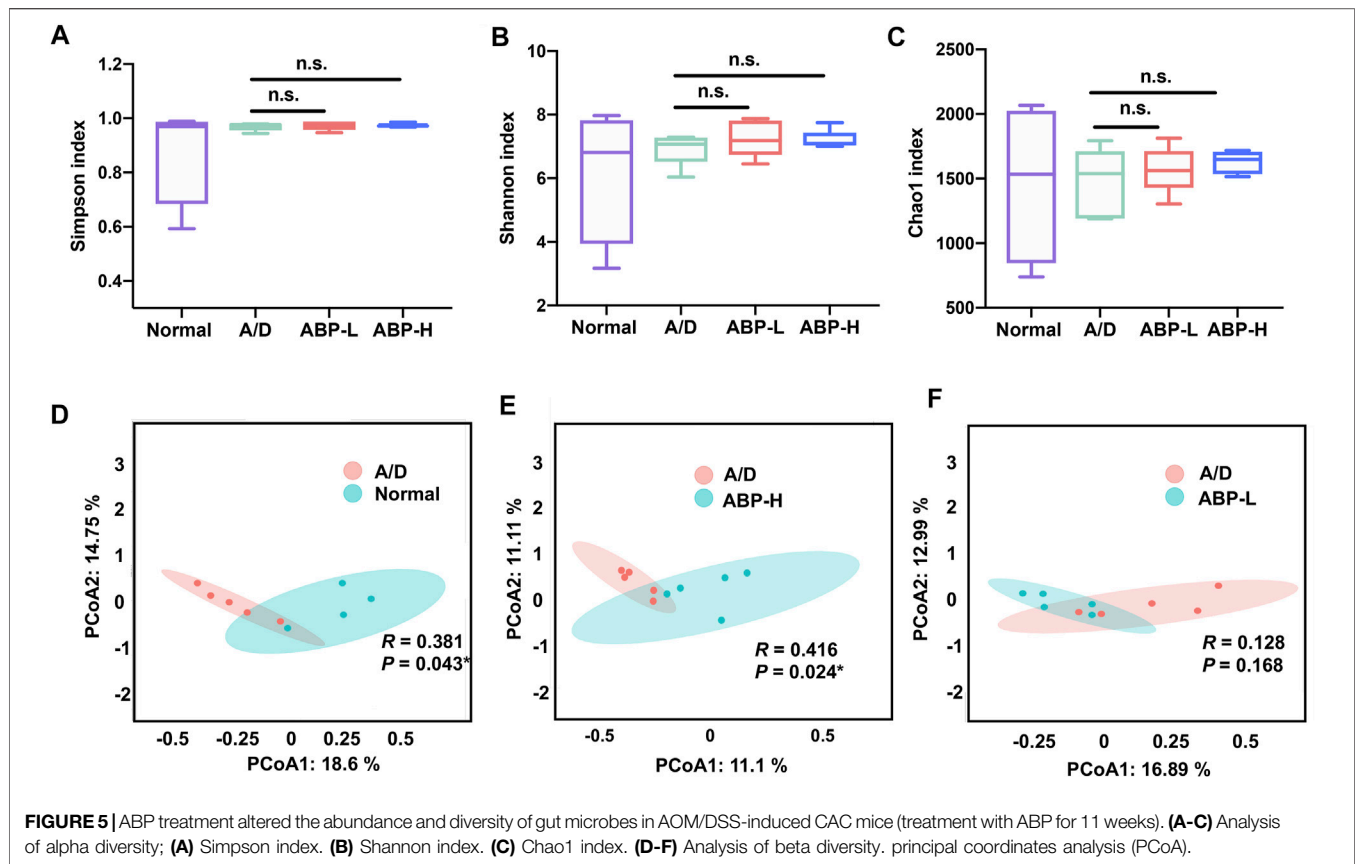 A
Simpson index
1.2
1.0
0.8
0.6
0.4
n.s.
n.s.
Normal A/D ABP-L ABP-H
B
Shannon index
10
8
6
4
2
n.s.
n.s.
Normal A/D ABP-L ABP-H
C
Chao1 index
2500
2000
1500
1000
500
n.s.
n.s.
Normal A/D ABP-L ABP-H
D
PCoA2: 14.75 %
3
2
1
0
-1
-2
A/D
Normal
R = 0.381
P = 0.043*
-0.5 -0.25 0 0.25 0.5
PCoA1: 18.6 %
E
PCoA2: 11.11 %
3
2
1
0
-1
-2
A/D
ABP-H
R = 0.416
P = 0.024*
-0.5 0 0.5
PCoA1: 11.1 %
F
PCoA2: 12.99 %
3
2
1
0
-1
-2
A/D
ABP-L
R = 0.128
P = 0.168
-0.25 0 0.25 0.5
PCoA1: 16.89 %
FIGURE 5 | ABP treatment altered the abundance and diversity of gut microbes in AOM/DSS-induced CAC mice (treatment with ABP for 11 weeks). (A-C) Analysis
of alpha diversity; (A) Simpson index. (B) Shannon index. (C) Chao1 index. (D-F) Analysis of beta diversity. principal coordinates analysis (PCoA).